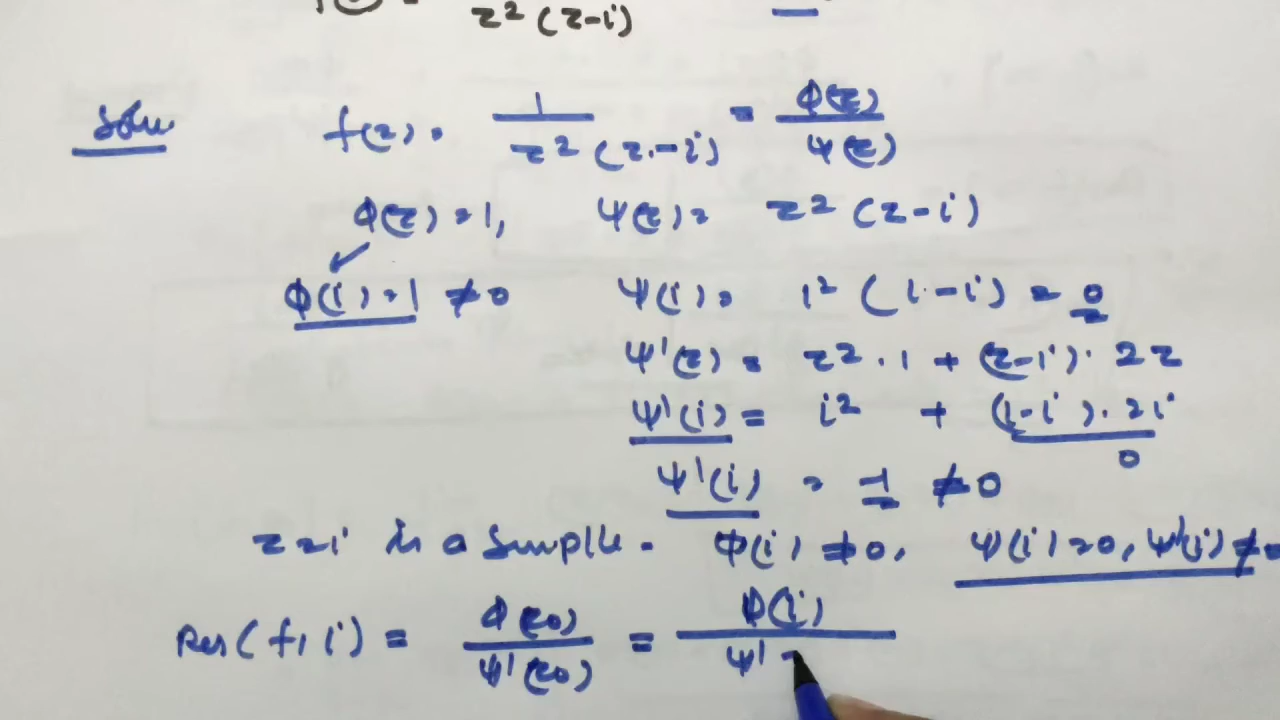 z² (z-i)
Soln f(z) = 1 / z² (z-i) = Φ(z) / Ψ(z)
Φ(z) = 1, Ψ(z) = z² (z-i)
Φ(i) = 1 ≠ 0 Ψ(i) = i² (i-i) = 0
Ψ'(z) = z² · 1 + (z-i) · 2z
Ψ'(i) = i² + (i-i) · 2i
0
Ψ'(i) = -1 ≠ 0
z=i is a simple. Φ(i) ≠ 0, Ψ(i) = 0, Ψ'(i) ≠ 0
Res(f, i) = Φ(z0) / Ψ'(z0) = Φ(i) / Ψ'